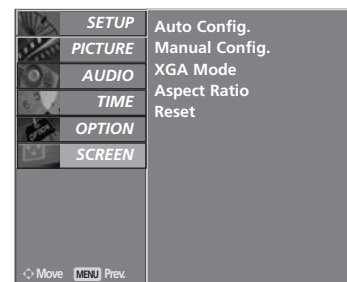 SETUP
PICTURE
AUDIO
TIME
OPTION
SCREEN
Auto Config.
Manual Config.
XGA Mode
Aspect Ratio
Reset
Move MENU Prev.